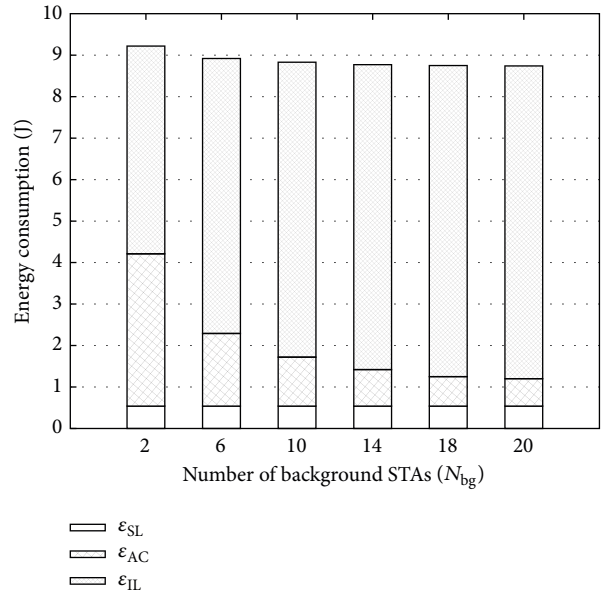 10
9
8
7
6
5
4
3
2
1
0
Energy consumption (J)
2 6 10 14 18 20
Number of background STAs (N_bg)
ε_SL
ε_AC
ε_IL